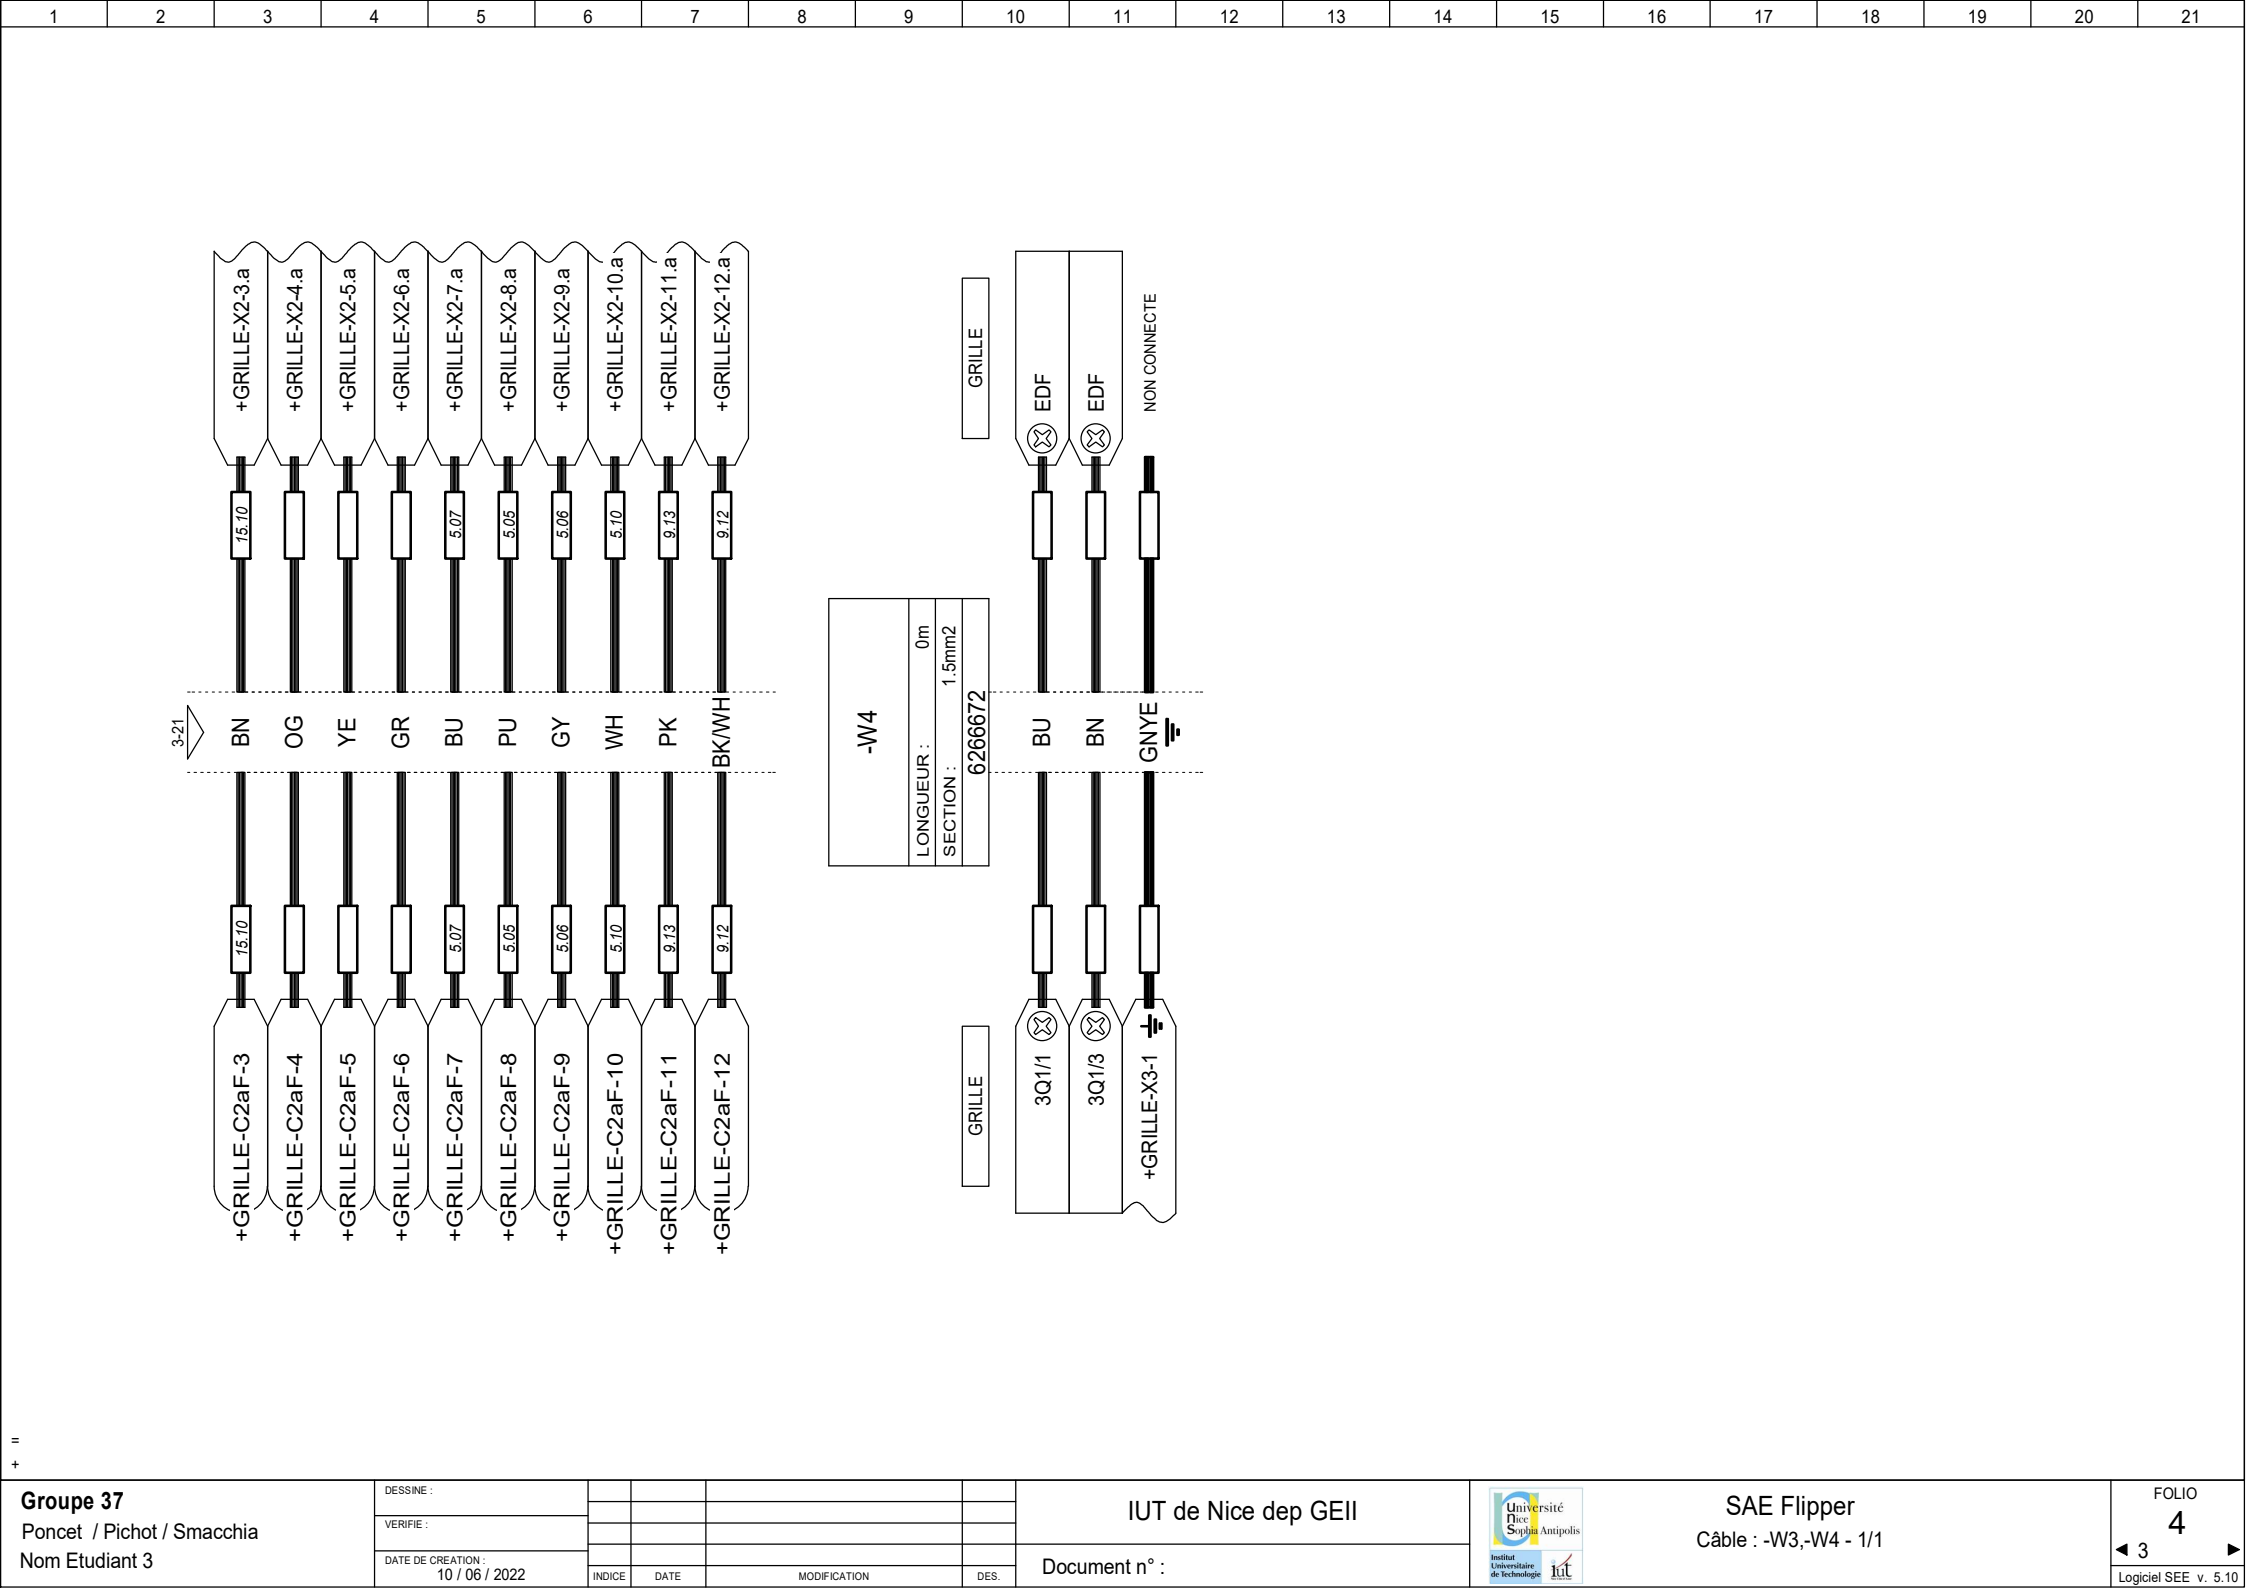 1 2 3 4 5 6 7 8 9 10 11 12 13 14 15 16 17 18 19 20 21
+GRILLE-X2-3.a
+GRILLE-X2-4.a
+GRILLE-X2-5.a
+GRILLE-X2-6.a
+GRILLE-X2-7.a
+GRILLE-X2-8.a
+GRILLE-X2-9.a
+GRILLE-X2-10.a
+GRILLE-X2-11.a
+GRILLE-X2-12.a
GRILLE
EDF
EDF
NON CONNECTE
15.10
5.07
5.05
5.06
5.10
9.13
9.12
3-21
BN
OG
YE
GR
BU
PU
GY
WH
PK
BK/WH
-W4
LONGUEUR : 0m
SECTION : 1.5mm2
6266672
BU
BN
GNYE
15.10
5.07
5.05
5.06
5.10
9.13
9.12
+GRILLE-C2aF-3
+GRILLE-C2aF-4
+GRILLE-C2aF-5
+GRILLE-C2aF-6
+GRILLE-C2aF-7
+GRILLE-C2aF-8
+GRILLE-C2aF-9
+GRILLE-C2aF-10
+GRILLE-C2aF-11
+GRILLE-C2aF-12
GRILLE
3Q1/1
3Q1/3
+GRILLE-X3-1
=
+
Groupe 37
Poncet / Pichot / Smacchia
Nom Etudiant 3
DESSINE :
VERIFIE :
DATE DE CREATION :
10 / 06 / 2022
INDICE DATE MODIFICATION DES.
IUT de Nice dep GEII
Document n° :
Université
Nice
Sophia Antipolis
Institut
Universitaire
de Technologie
iut
SAE Flipper
Câble : -W3,-W4 - 1/1
FOLIO
4
3
Logiciel SEE v. 5.10